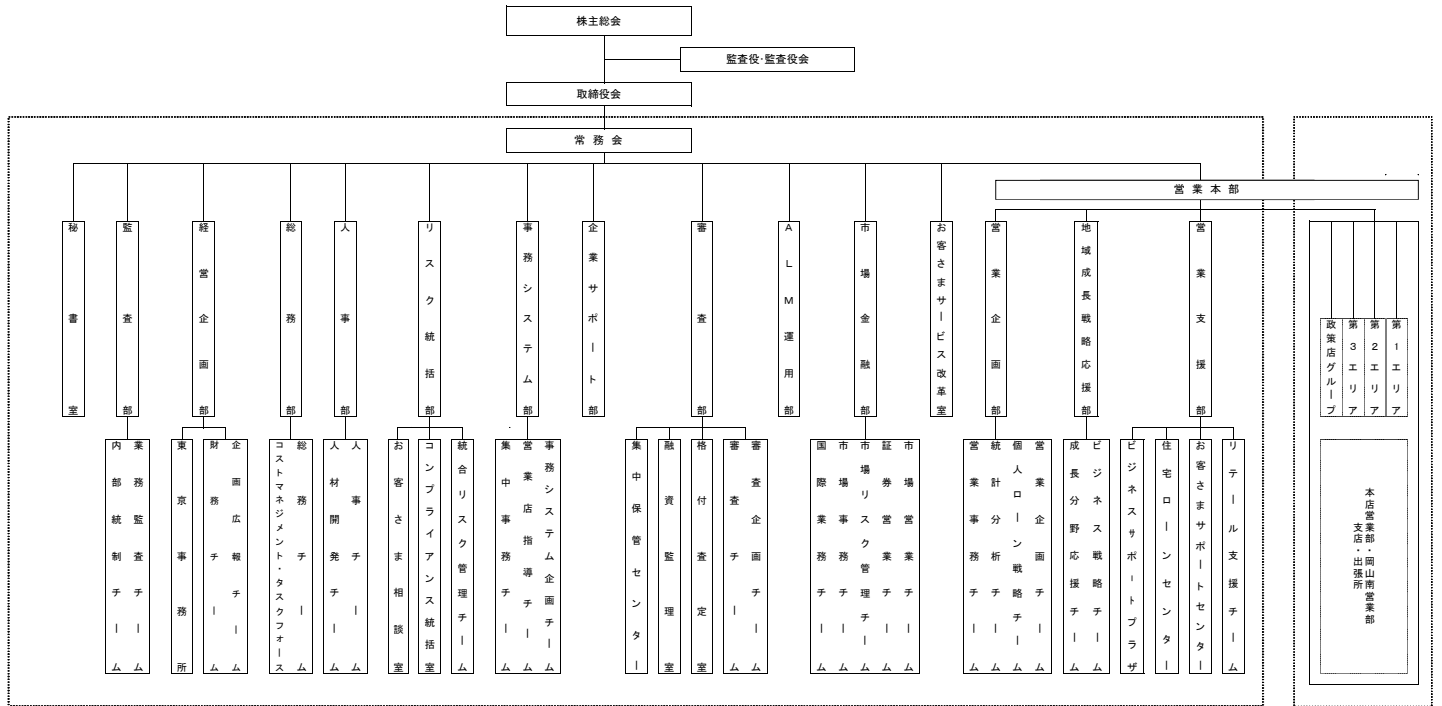 株主総会
監査役・監査役会
取締役会
常務会
営業本部
秘書室
監査部
経営企画部
総務部
人事部
リスク統括部
事務システム部
企業サポート部
審査部
ALM運用部
市場金融部
お客さまサービス改革室
営業企画部
地域成長戦略応援部
営業支援部
政策店グループ
第3エリア
第2エリア
第1エリア
内部統制チーム
業務監査チーム
東京事務所
財務チーム
企画広報チーム
コストマネジメント・タスクフォース
総務チーム
人材開発チーム
人事チーム
お客さま相談室
コンプライアンス統括室
統合リスク管理チーム
集中事務チーム
営業店指導チーム
事務システム企画チーム
集中保管センター
融資監理室
格付査定室
審査チーム
審査企画チーム
国際業務チーム
市場事務チーム
市場リスク管理チーム
証券営業チーム
市場営業チーム
営業事務チーム
統計分析チーム
個人ローン戦略チーム
営業企画チーム
成長分野応援チーム
ビジネス戦略チーム
ビジネスサポートプラザ
住宅ローンセンター
お客さまサポートセンター
リテール支援チーム
本店営業部・岡山南営業部
支店・出張所